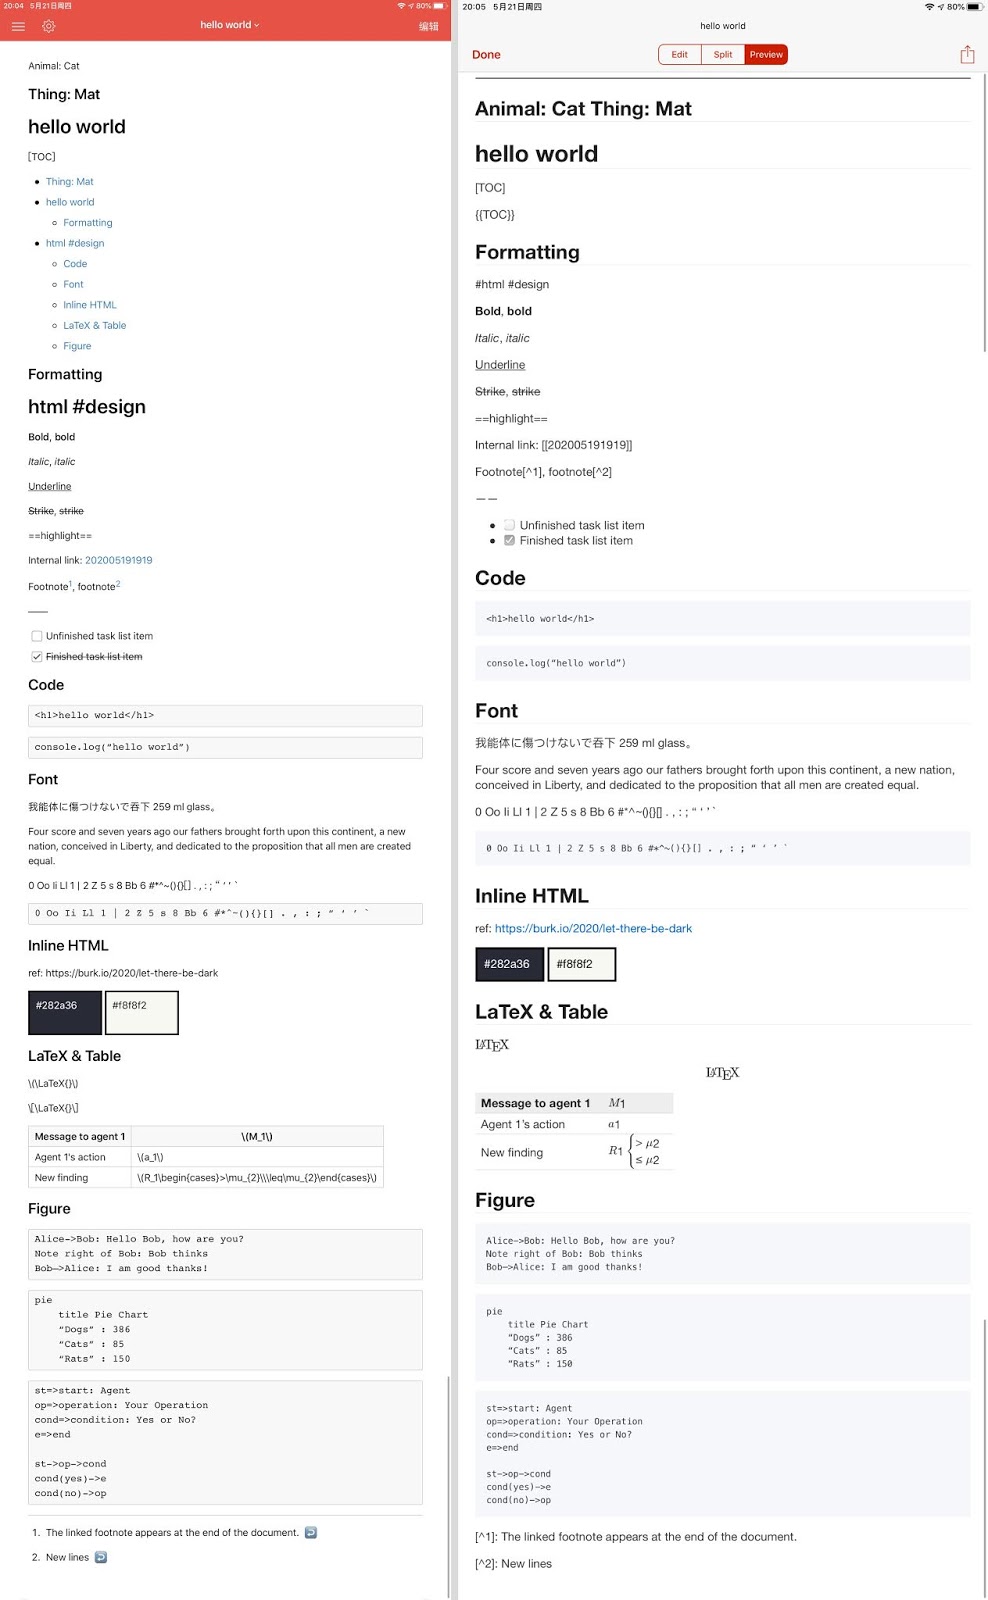 20:04 5月21日周四
80%
hello world
编辑
Animal: Cat
Thing: Mat
hello world
[TOC]
Thing: Mat
hello world
Formatting
html #design
Code
Font
Inline HTML
LaTeX & Table
Figure
Formatting
html #design
Bold, bold
Italic, italic
Underline
Strike, strike
==highlight==
Internal link: 202005191919
Footnote1, footnote2
——
Unfinished task list item
Finished task list item
Code
<h1>hello world</h1>
console.log(“hello world”)
Font
我能体に傷つけないで吞下 259 ml glass。
Four score and seven years ago our fathers brought forth upon this continent, a new
nation, conceived in Liberty, and dedicated to the proposition that all men are created
equal.
0 Oo Ii Ll 1 | 2 Z 5 s 8 Bb 6 #*^~(){}[] . , : ; “ ‘ ’ `
0 Oo Ii Ll 1 | 2 Z 5 s 8 Bb 6 #*^~(){}[] . , : ; “ ‘ ’ `
Inline HTML
ref: https://burk.io/2020/let-there-be-dark
#282a36 #f8f8f2
LaTeX & Table
\(\LaTeX{}\)
\[\LaTeX{}\]
Message to agent 1 \(M_1\)
Agent 1's action \(a_1\)
New finding \(R_1\begin{cases}>\mu_{2}\\\leq\mu_{2}\end{cases}\)
Figure
Alice->Bob: Hello Bob, how are you?
Note right of Bob: Bob thinks
Bob—>Alice: I am good thanks!
pie
title Pie Chart
“Dogs” : 386
“Cats” : 85
“Rats” : 150
st=>start: Agent
op=>operation: Your Operation
cond=>condition: Yes or No?
e=>end
st->op->cond
cond(yes)->e
cond(no)->op
1. The linked footnote appears at the end of the document.
2. New lines
20:05 5月21日周四
80%
hello world
Done
Edit Split Preview
Animal: Cat Thing: Mat
hello world
[TOC]
{{TOC}}
Formatting
#html #design
Bold, bold
Italic, italic
Underline
Strike, strike
==highlight==
Internal link: [[202005191919]]
Footnote[^1], footnote[^2]
——
Unfinished task list item
Finished task list item
Code
<h1>hello world</h1>
console.log(“hello world”)
Font
我能体に傷つけないで吞下 259 ml glass。
Four score and seven years ago our fathers brought forth upon this continent, a new nation,
conceived in Liberty, and dedicated to the proposition that all men are created equal.
0 Oo Ii Ll 1 | 2 Z 5 s 8 Bb 6 #*^~(){}[] . , : ; “ ‘ ’ `
0 Oo Ii Ll 1 | 2 Z 5 s 8 Bb 6 #*^~(){}[] . , : ; “ ‘ ’ `
Inline HTML
ref: https://burk.io/2020/let-there-be-dark
#282a36 #f8f8f2
LaTeX & Table
LATEX
LATEX
Message to agent 1 M1
Agent 1's action a1
New finding R1 { > μ2
≤ μ2
Figure
Alice->Bob: Hello Bob, how are you?
Note right of Bob: Bob thinks
Bob—>Alice: I am good thanks!
pie
title Pie Chart
“Dogs” : 386
“Cats” : 85
“Rats” : 150
st=>start: Agent
op=>operation: Your Operation
cond=>condition: Yes or No?
e=>end
st->op->cond
cond(yes)->e
cond(no)->op
[^1]: The linked footnote appears at the end of the document.
[^2]: New lines